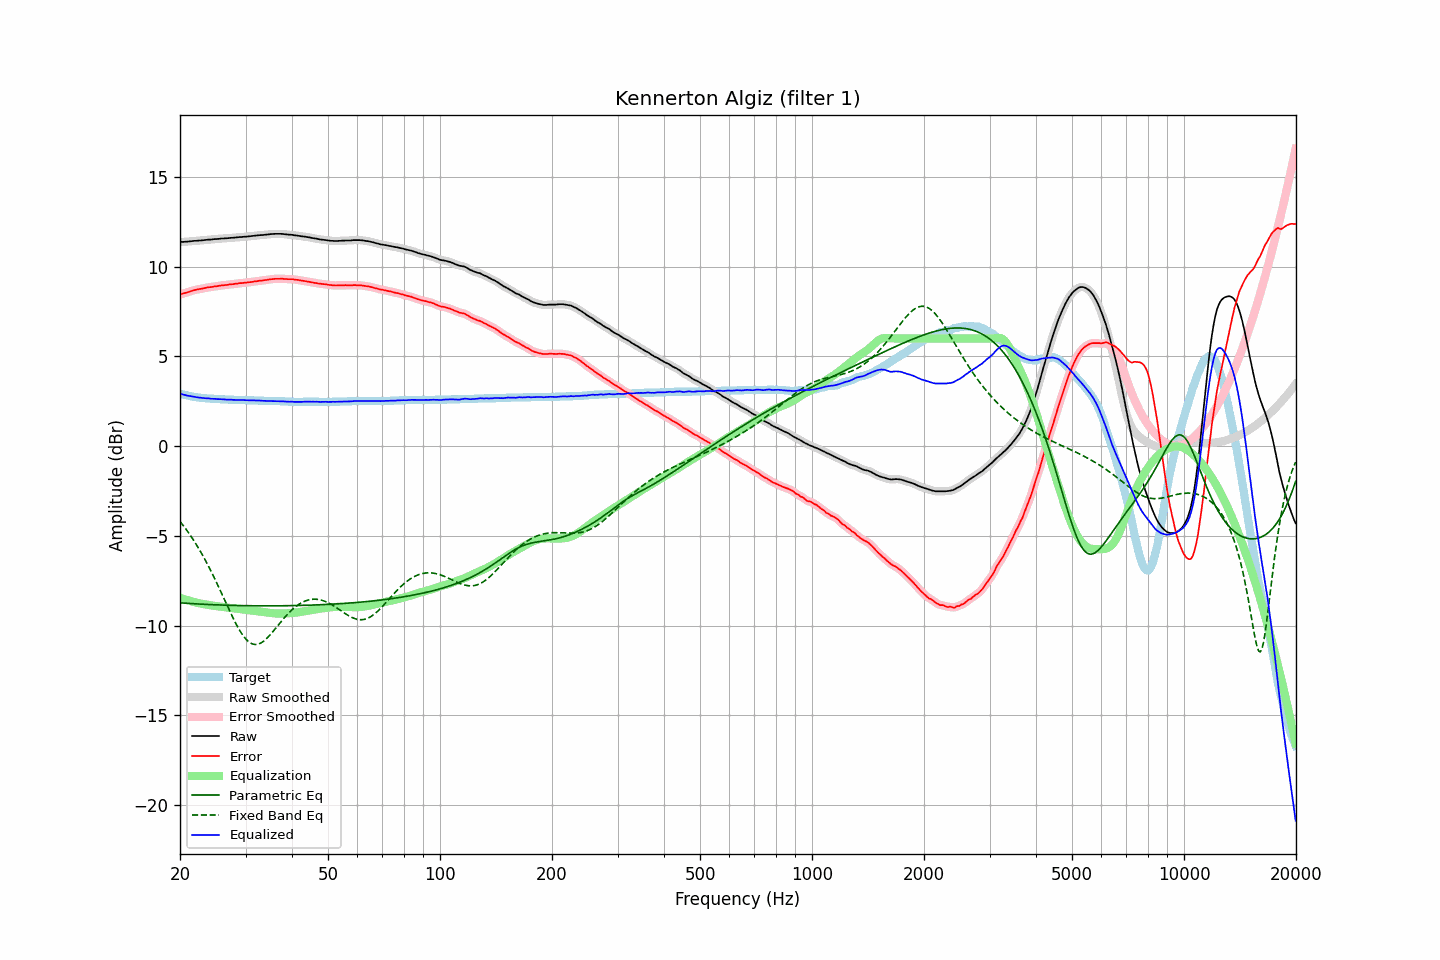 Kennerton Algiz (filter 1)
Amplitude (dBr)
15
10
5
0
−5
−10
−15
−20
Target
Raw Smoothed
Error Smoothed
Raw
Error
Equalization
Parametric Eq
Fixed Band Eq
Equalized
20 50 100 200 500 1000 2000 5000 10000 20000
Frequency (Hz)